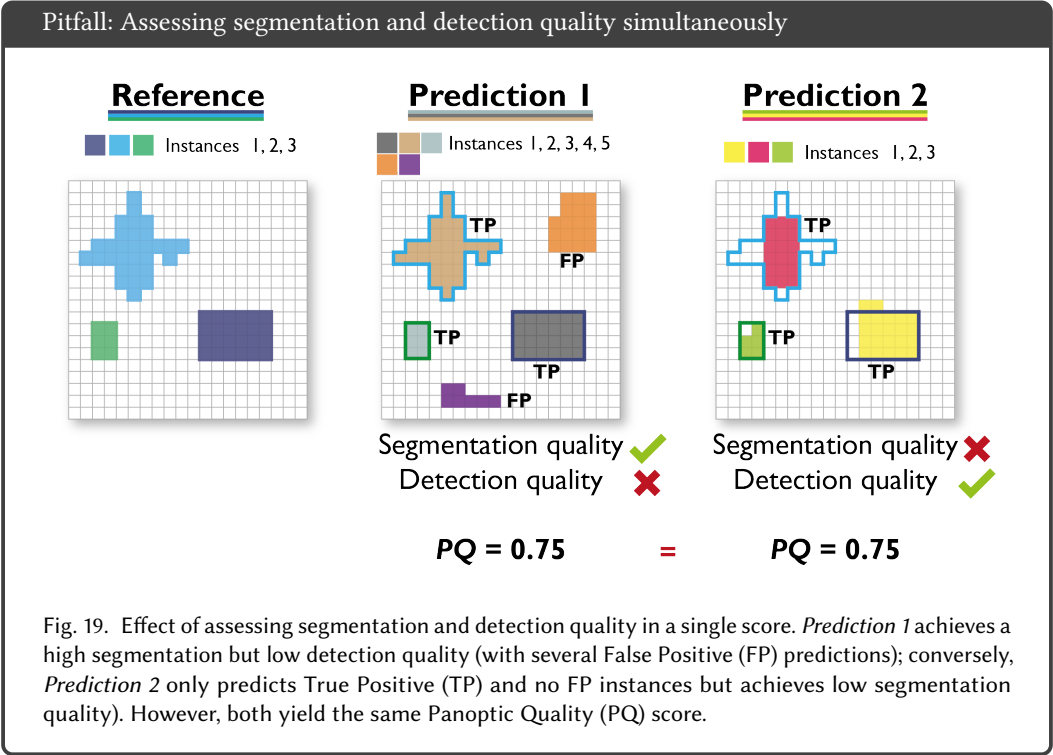 Pitfall: Assessing segmentation and detection quality simultaneously
Reference
Prediction 1
Prediction 2
Instances 1, 2, 3
Instances 1, 2, 3, 4, 5
Instances 1, 2, 3
TP
FP
TP
TP
FP
TP
TP
TP
Segmentation quality
Detection quality
Segmentation quality
Detection quality
PQ = 0.75 = PQ = 0.75
Fig. 19. Effect of assessing segmentation and detection quality in a single score. Prediction 1 achieves a
high segmentation but low detection quality (with several False Positive (FP) predictions); conversely,
Prediction 2 only predicts True Positive (TP) and no FP instances but achieves low segmentation
quality). However, both yield the same Panoptic Quality (PQ) score.